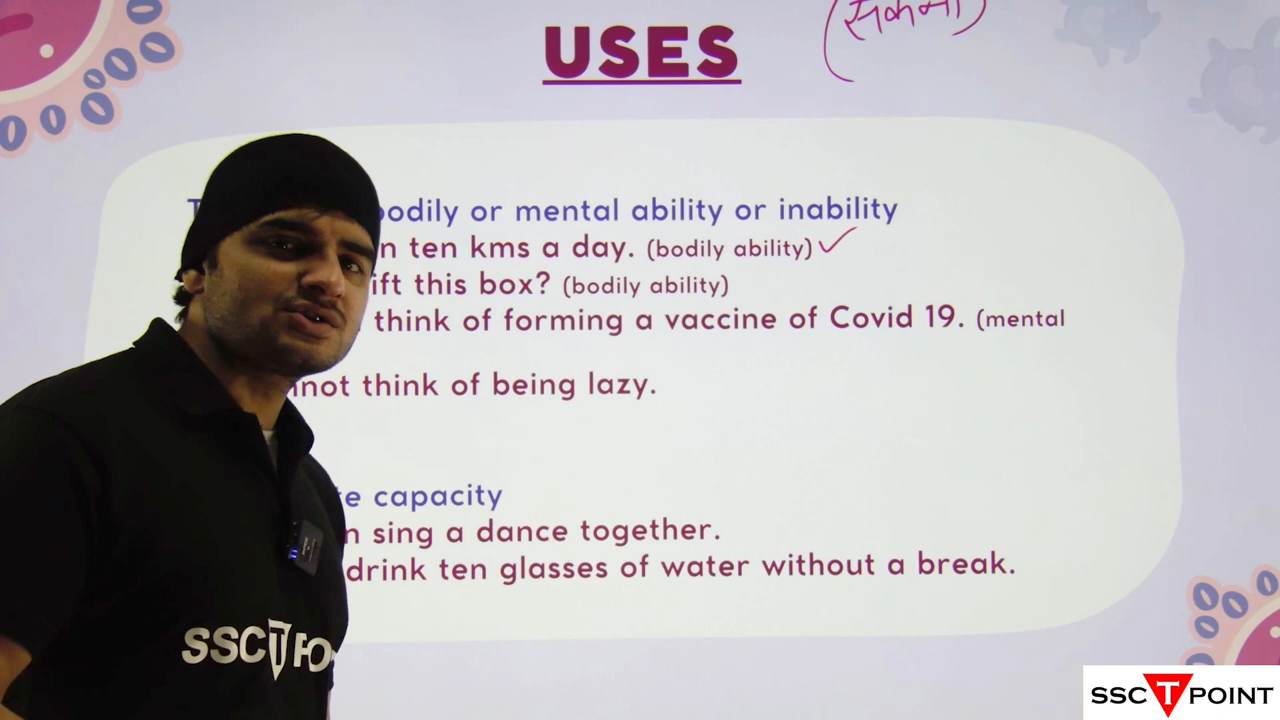 (सकना)
USES
bodily or mental ability or inability
ten kms a day. (bodily ability) ✓
this box? (bodily ability)
think of forming a vaccine of Covid 19. (mental
think of being lazy.
capacity
sing a dance together.
drink ten glasses of water without a break.
SSC POINT
SSC T POINT